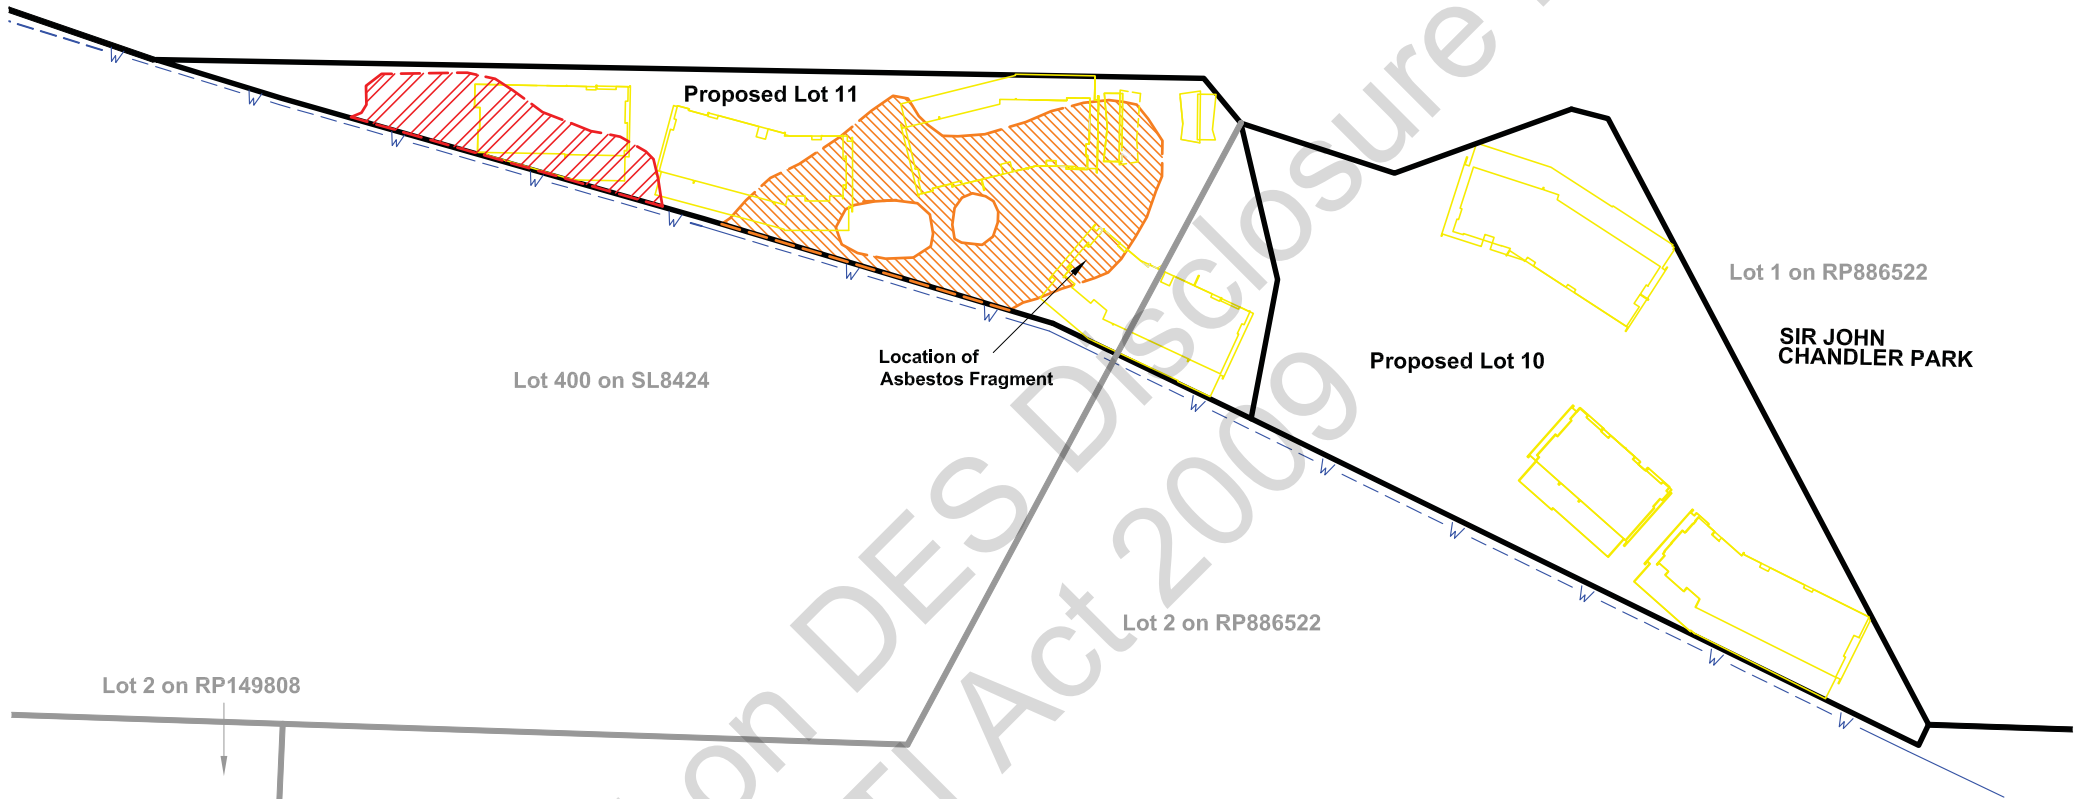 Proposed Lot 11
Lot 1 on RP886522
SIR JOHN
CHANDLER PARK
Location of
Asbestos Fragment
Proposed Lot 10
Lot 400 on SL8424
Lot 2 on RP886522
Lot 2 on RP149808
W
W
W
W
W
W
W
W
W
W
W
W
W
on DES Disclosure
TI Act 2009